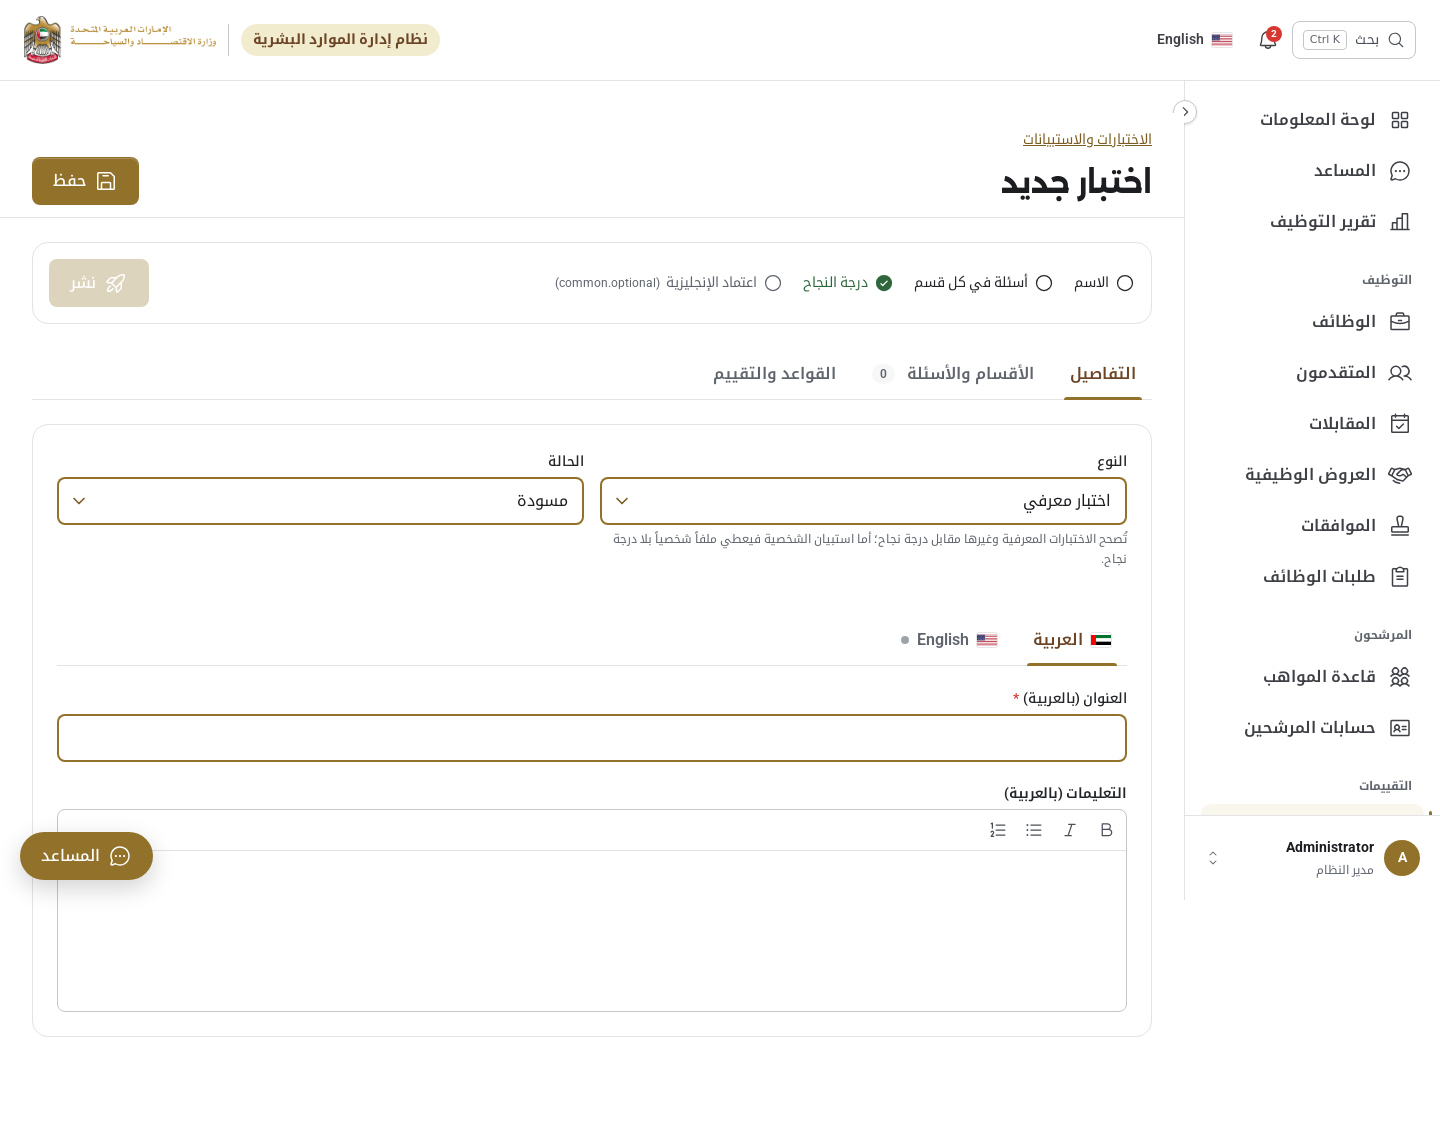 الإمارات العربية المتحدة
وزارة الاقتصاد والسياحة
نظام إدارة الموارد البشرية
English
2
بحث
Ctrl K
لوحة المعلومات
المساعد
تقرير التوظيف
التوظيف
الوظائف
المتقدمون
المقابلات
العروض الوظيفية
الموافقات
طلبات الوظائف
المرشحون
قاعدة المواهب
حسابات المرشحين
التقييمات
A
Administrator
مدير النظام
الاختبارات والاستبيانات
اختبار جديد
حفظ
الاسم
أسئلة في كل قسم
درجة النجاح
اعتماد الإنجليزية (common.optional)
نشر
التفاصيل
الأقسام والأسئلة 0
القواعد والتقييم
النوع
اختبار معرفي
تُصحح الاختبارات المعرفية وغيرها مقابل درجة نجاح؛ أما استبيان الشخصية فيعطي ملفاً شخصياً بلا درجة
نجاح.
الحالة
مسودة
العربية
English
العنوان (بالعربية) *
التعليمات (بالعربية)
المساعد